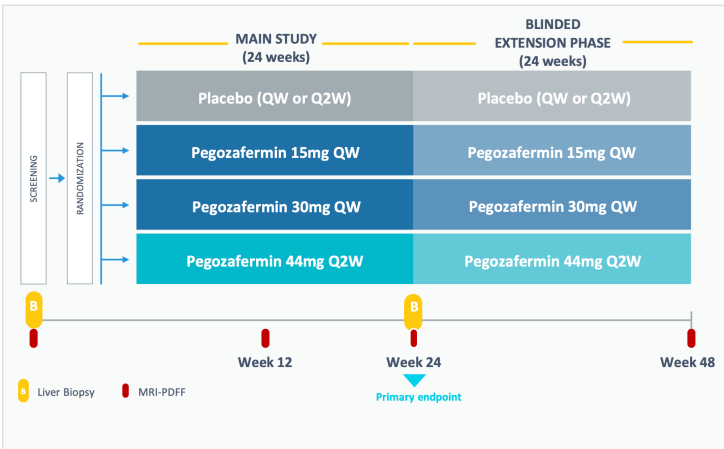 MAIN STUDY
(24 weeks)
BLINDED
EXTENSION PHASE
(24 weeks)
SCREENING
RANDOMIZATION
Placebo (QW or Q2W)
Placebo (QW or Q2W)
Pegozafermin 15mg QW
Pegozafermin 15mg QW
Pegozafermin 30mg QW
Pegozafermin 30mg QW
Pegozafermin 44mg Q2W
Pegozafermin 44mg Q2W
B
B
Week 12
Week 24
Week 48
Primary endpoint
B
Liver Biopsy
MRI-PDFF